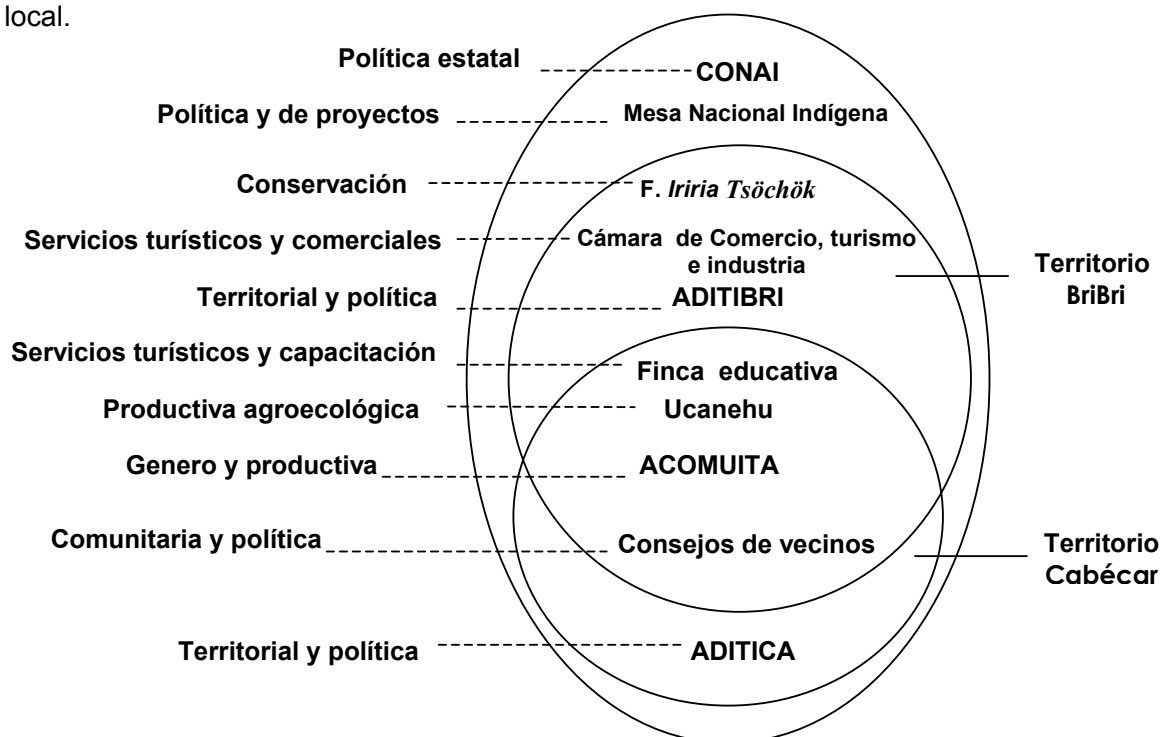 local.
Política estatal
CONAI
Política y de proyectos
Mesa Nacional Indígena
Conservación
F. Iriria Tsöchök
Servicios turísticos y comerciales
Cámara de Comercio, turismo
e industria
Territorio
BriBri
Territorial y política
ADITIBRI
Servicios turísticos y capacitación
Finca educativa
Productiva agroecológica
Ucanehu
Genero y productiva
ACOMUITA
Comunitaria y política
Consejos de vecinos
Territorio
Cabécar
Territorial y política
ADITICA